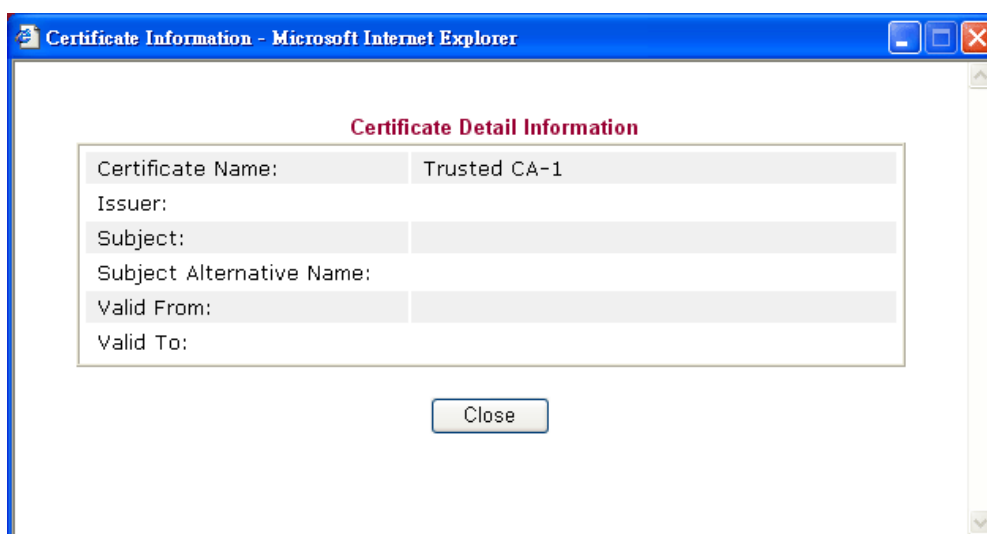 Certificate Information - Microsoft Internet Explorer
Certificate Detail Information
Certificate Name: Trusted CA-1
Issuer:
Subject:
Subject Alternative Name:
Valid From:
Valid To:
Close